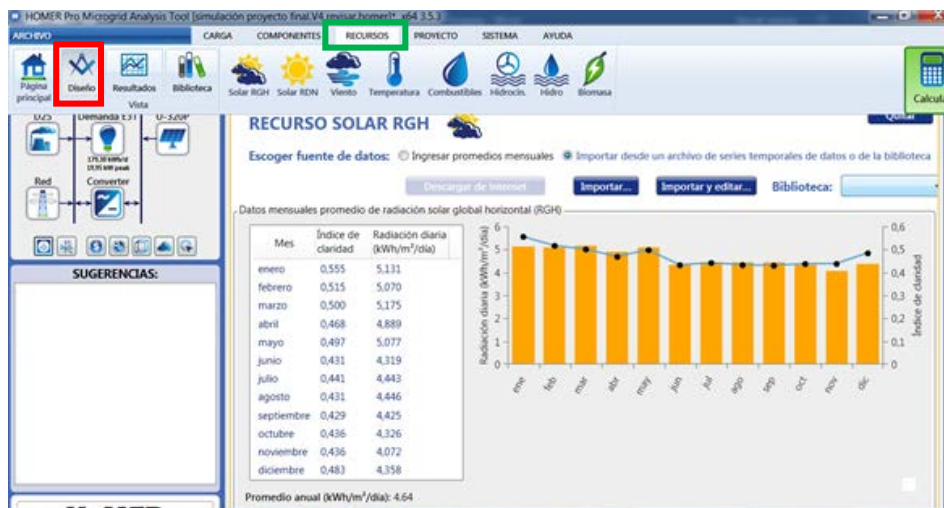 HOMER Pro Microgrid Analysis Tool [simulación proyecto final.V4 revisar.homer]* x64 3.5.3
ARCHIVO CARGA COMPONENTES RECURSOS PROYECTO SISTEMA AYUDA
Página principal Diseño Resultados Biblioteca Solar RGH Solar RDN Viento Temperatura Combustibles Hidrocin. Hidro Biomasa
Vista
Calcula
D25 Demanda E31 U-320P
Quitar
RECURSO SOLAR RGH
Escoger fuente de datos: Ingresar promedios mensuales Importar desde un archivo de series temporales de datos o de la biblioteca
Red Converter
Descargar de Internet Importar... Importar y editar... Biblioteca:
Datos mensuales promedio de radiación solar global horizontal (RGH)
SUGERENCIAS:
Mes Índice de claridad Radiación diaria (kWh/m²/día)
enero 0,555 5,131
febrero 0,515 5,070
marzo 0,500 5,175
abril 0,468 4,889
mayo 0,497 5,077
junio 0,431 4,319
julio 0,441 4,443
agosto 0,431 4,446
septiembre 0,429 4,425
octubre 0,436 4,326
noviembre 0,436 4,072
diciembre 0,483 4,358
Radiación diaria (kWh/m²/día)
6
5
4
3
2
1
0
ene feb mar abr may jun jul ago sep oct nov dic
0,6
0,5
0,4
0,3
0,2
0,1
0
Índice de claridad
Promedio anual (kWh/m²/día): 4.64